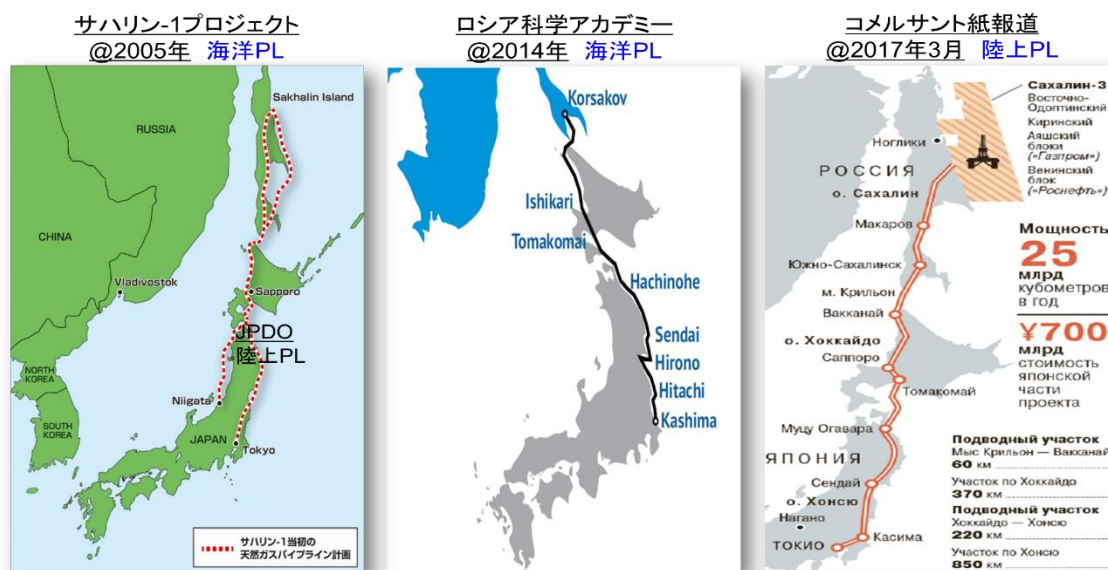 サハリン-1プロジェクト
@2005年 海洋PL
Sakhalin Island
RUSSIA
CHINA
Vladivostok
Sapporo
JPDO
陸上PL
NORTH
KOREA
Niigata
SOUTH
KOREA
JAPAN
Tokyo
サハリン-1当初の
天然ガスパイプライン計画
ロシア科学アカデミー
@2014年 海洋PL
Korsakov
Ishikari
Tomakomai
Hachinohe
Sendai
Hirono
Hitachi
Kashima
コメルサント紙報道
@2017年3月 陸上PL
Сахалин-3
Восточно-
Одоптинский
Киринский
Аяшский
блоки
(«Газпром»)
Венинский
блок
(«Роснефть»)
Ноглики
РОССИЯ
о. Сахалин
Макаров
Южно-Сахалинск
м. Крильон
Вакканай
о. Хоккайдо
Саппоро
Томакомай
Муцу Огавара
ЯПОНИЯ
Сендай
о. Хонсю
Нагано
ТОКИО
Касима
Мощность
25
млрд
кубометров
в год
¥700
млрд
стоимость
японской
части
проекта
Подводный участок
Мыс Крильон — Вакканай
60 км
Участок по Хоккайдо
370 км
Подводный участок
Хоккайдо — Хонсю
220 км
Участок по Хонсю
850 км